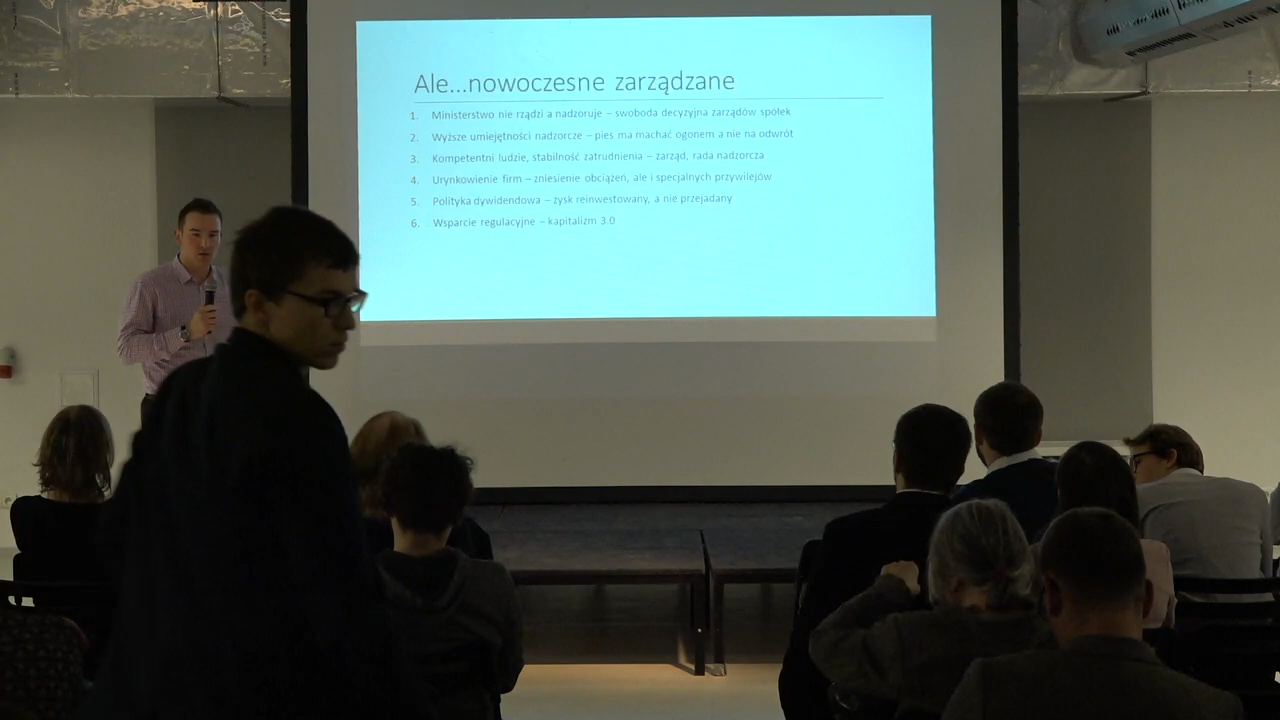 Ale...nowoczesne zarządzane
1. Ministerstwo nie rządzi a nadzoruje – swoboda decyzyjna zarządów spółek
2. Wyższe umiejętności nadzorcze – pies ma machać ogonem a nie na odwrót
3. Kompetentni ludzie, stabilność zatrudnienia – zarząd, rada nadzorcza
4. Urynkowienie firm – zniesienie obciążeń, ale i specjalnych przywilejów
5. Polityka dywidendowa – zysk reinwestowany, a nie przejadany
6. Wsparcie regulacyjne – kapitalizm 3.0